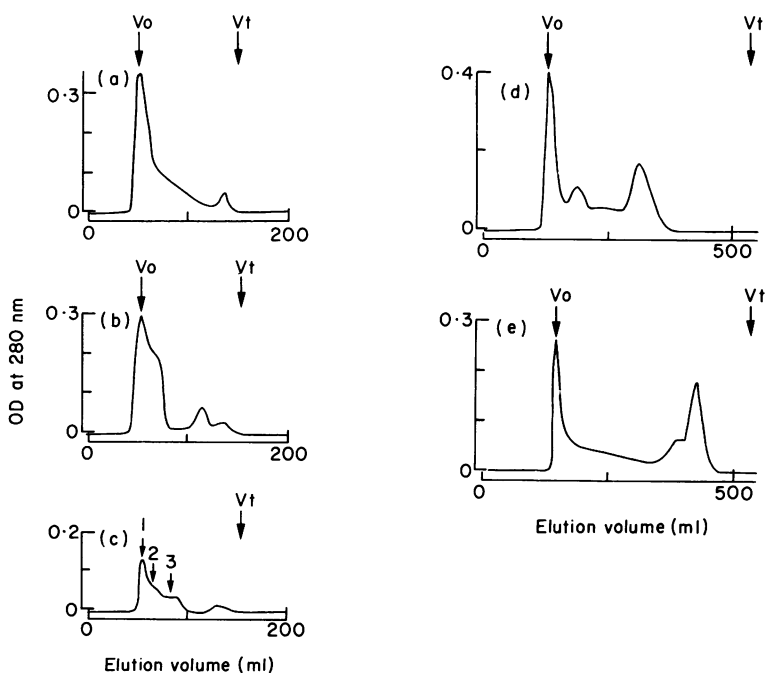 Vo
Vt
(a)
0·3
0
0
200
Vo
Vt
(b)
0·3
0
0
200
Vt
1
2
3
(c)
0·2
0
0
200
Elution volume (ml)
OD at 280 nm
Vo
Vt
(d)
0·4
0
0
500
Vo
Vt
(e)
0·3
0
0
500
Elution volume (ml)